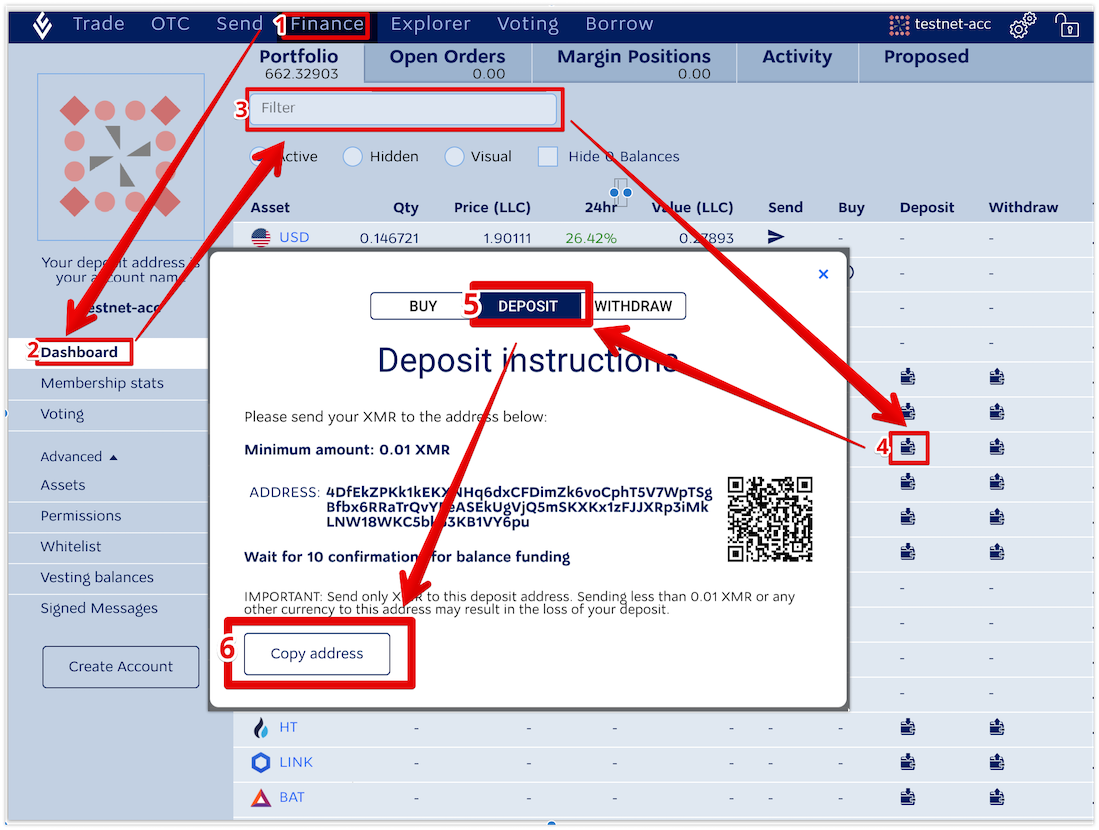 Trade OTC Send 1 Finance Explorer Voting Borrow testnet-acc
Portfolio Open Orders Margin Positions Activity Proposed
662.32903 0.00 0.00
3 Filter
Active Hidden Visual Hide 0 Balances
Asset Qty Price (LLC) 24hr Value (LLC) Send Buy Deposit Withdraw
USD 0.146721 1.90111 26.42% 0.27893 - - -
Your deposit address is
your account name
testnet-acc
2 Dashboard
Membership stats
Voting
Advanced
Assets
Permissions
Whitelist
Vesting balances
Signed Messages
Create Account
×
BUY 5 DEPOSIT WITHDRAW
Deposit instructions
Please send your XMR to the address below:
Minimum amount: 0.01 XMR
4
ADDRESS: 4DfEkZPKk1kEKX Hq6dxCFDimZk6voCphT5V7WpTSg
LNW18WKC5bk 3KB1VY6pu
Wait for 10 confirmations for balance funding
IMPORTANT: Send only XMR to this deposit address. Sending less than 0.01 XMR or any
other currency to this address may result in the loss of your deposit.
6 Copy address
HT - - - - - -
LINK - - - - - -
BAT - - - - - -